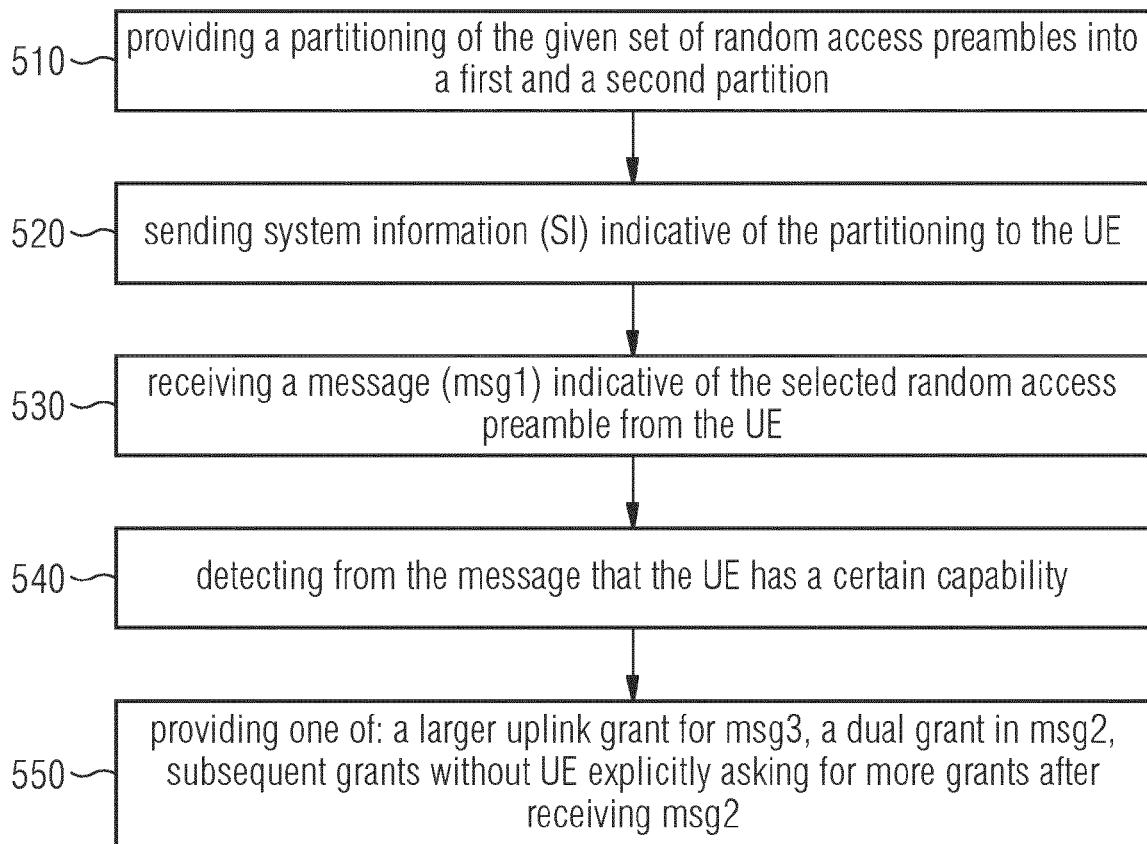 510
providing a partitioning of the given set of random access preambles into
a first and a second partition
520
sending system information (SI) indicative of the partitioning to the UE
530
receiving a message (msg1) indicative of the selected random access
preamble from the UE
540
detecting from the message that the UE has a certain capability
550
providing one of: a larger uplink grant for msg3, a dual grant in msg2,
subsequent grants without UE explicitly asking for more grants after
receiving msg2